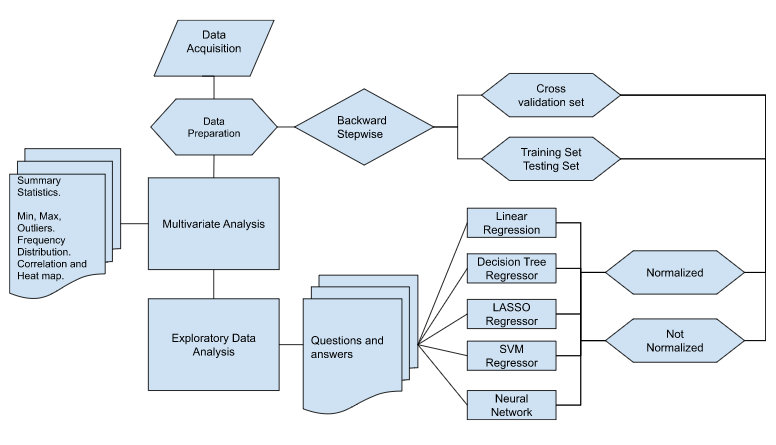 Data
Acquisition
Data
Preparation
Backward
Stepwise
Cross
validation set
Training Set
Testing Set
Summary
Statistics.
Min, Max,
Outliers.
Frequency
Distribution.
Correlation and
Heat map.
Multivariate Analysis
Exploratory Data
Analysis
Questions and
answers
Linear
Regression
Decision Tree
Regressor
LASSO
Regressor
SVM
Regressor
Neural
Network
Normalized
Not
Normalized